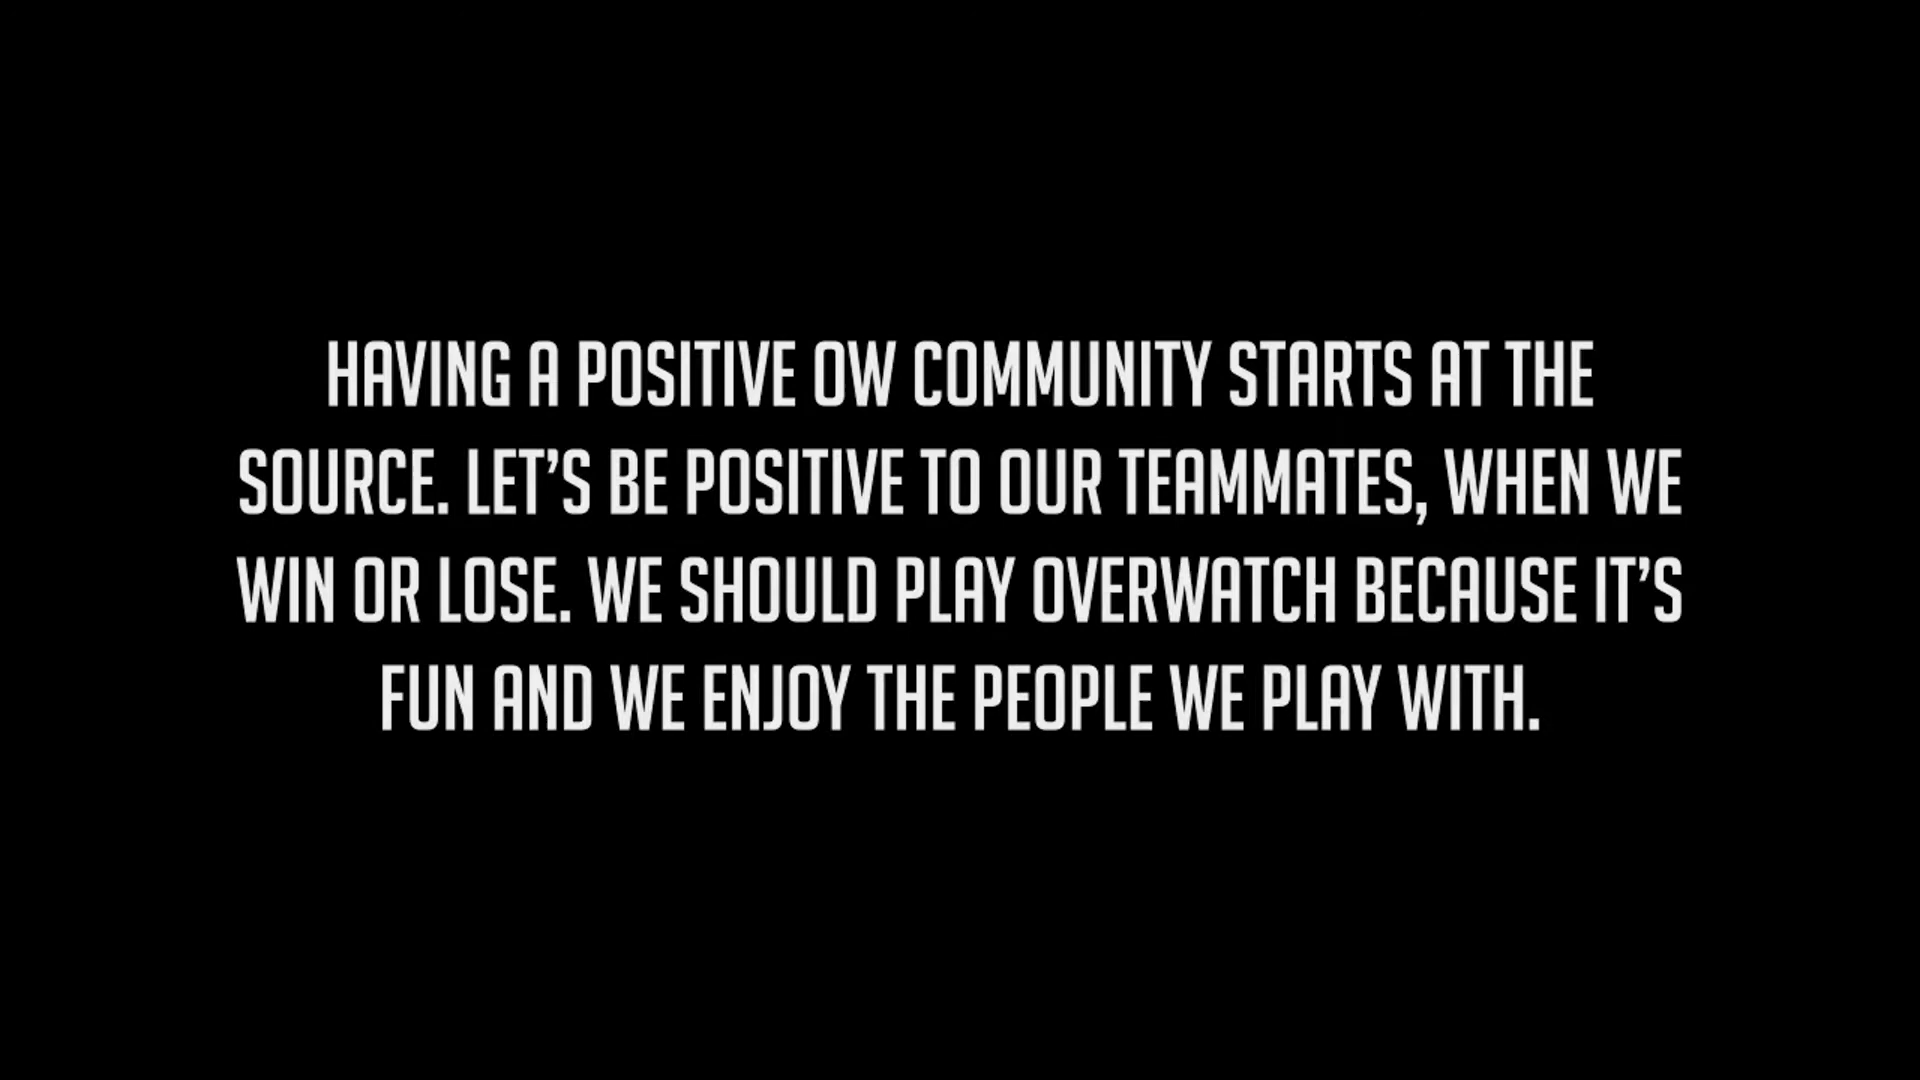 HAVING A POSITIVE OW COMMUNITY STARTS AT THE
SOURCE. LET’S BE POSITIVE TO OUR TEAMMATES, WHEN WE
WIN OR LOSE. WE SHOULD PLAY OVERWATCH BECAUSE IT’S
FUN AND WE ENJOY THE PEOPLE WE PLAY WITH.